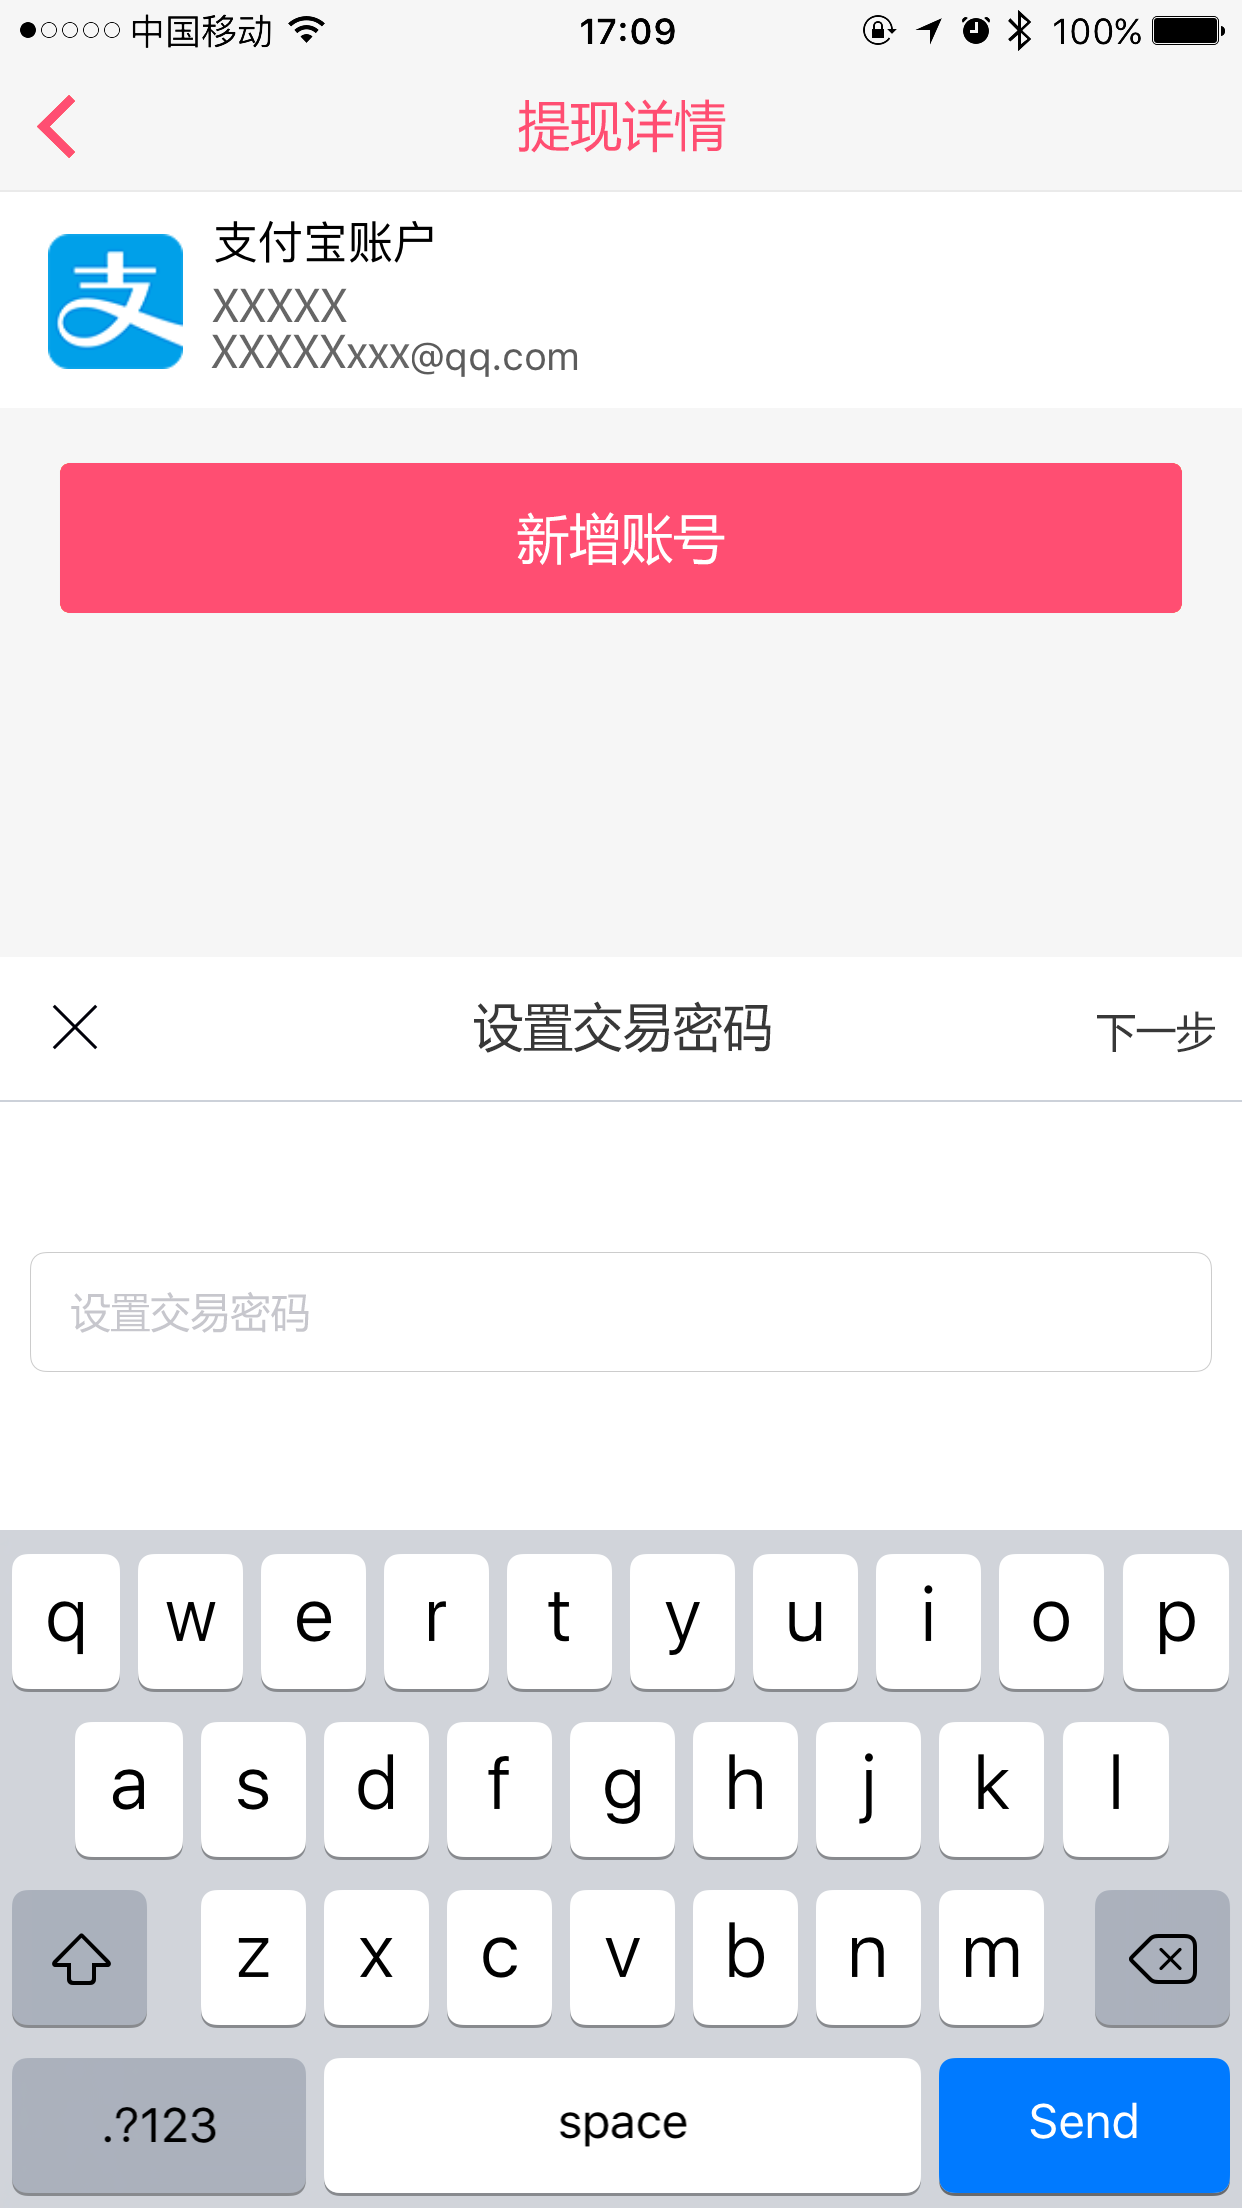 中国移动 17:09 100%
提现详情
支
支付宝账户
XXXXX
XXXXXxxx@qq.com
新增账号
设置交易密码 下一步
设置交易密码
q w e r t y u i o p
a s d f g h j k l
z x c v b n m
.?123 space Send